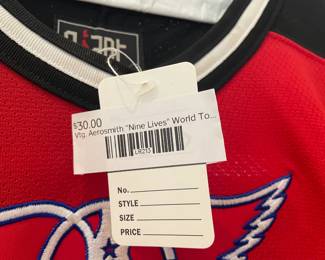 $30.00
Vtg. Aerosmith "Nine Lives" World To...
No.
STYLE
SIZE
PRICE